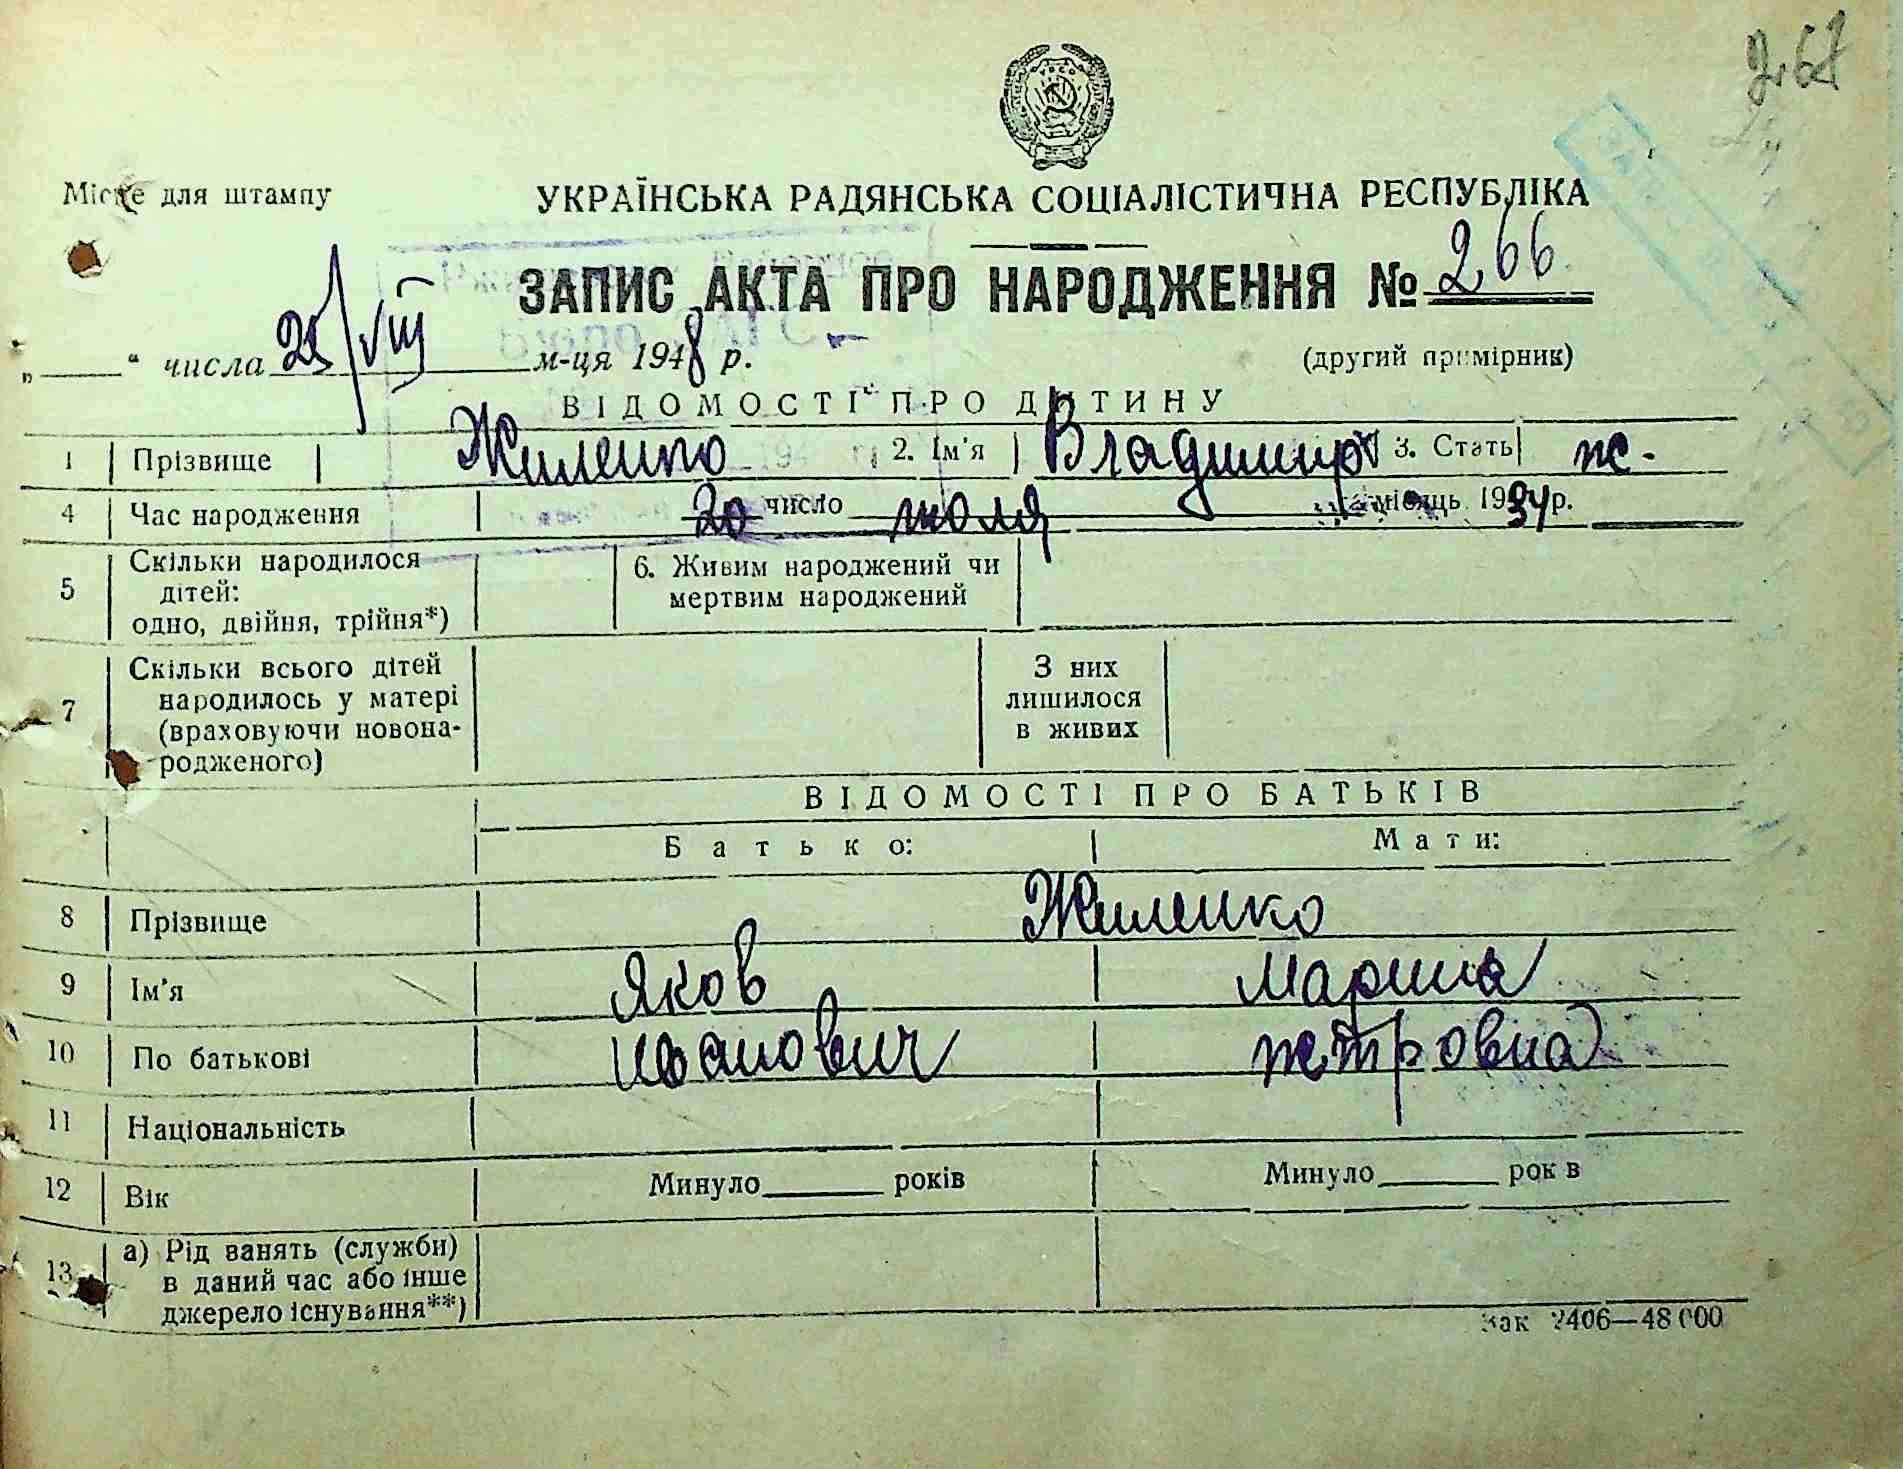 267
Місце для штампу
УКРАЇНСЬКА РАДЯНСЬКА СОЦІАЛІСТИЧНА РЕСПУБЛІКА
ЗАПИС АКТА ПРО НАРОДЖЕННЯ № 266
„ “ числа 25/VIII м-ця 1948 р. (другий примірник)
ВІДОМОСТІ ПРО ДИТИНУ
1 Прізвище Жиленко 2. Ім'я Владимир 3. Стать
4 Час народження 20 число июля місяць 1934 р.
5 Скільки народилося дітей: одно, двійня, трійня*) 6. Живим народжений чи мертвим народжений
7 Скільки всього дітей народилось у матері (враховуючи новонародженого) З них лишилося в живих
ВІДОМОСТІ ПРО БАТЬКІВ
Батько: Мати:
8 Прізвище Жиленко
9 Ім'я Яков Марина
10 По батькові Иванович Петровна
11 Національність
12 Вік Минуло років Минуло рок в
13 а) Рід занять (служби) в даний час або інше джерело існування**)
Зак 2406—48 000